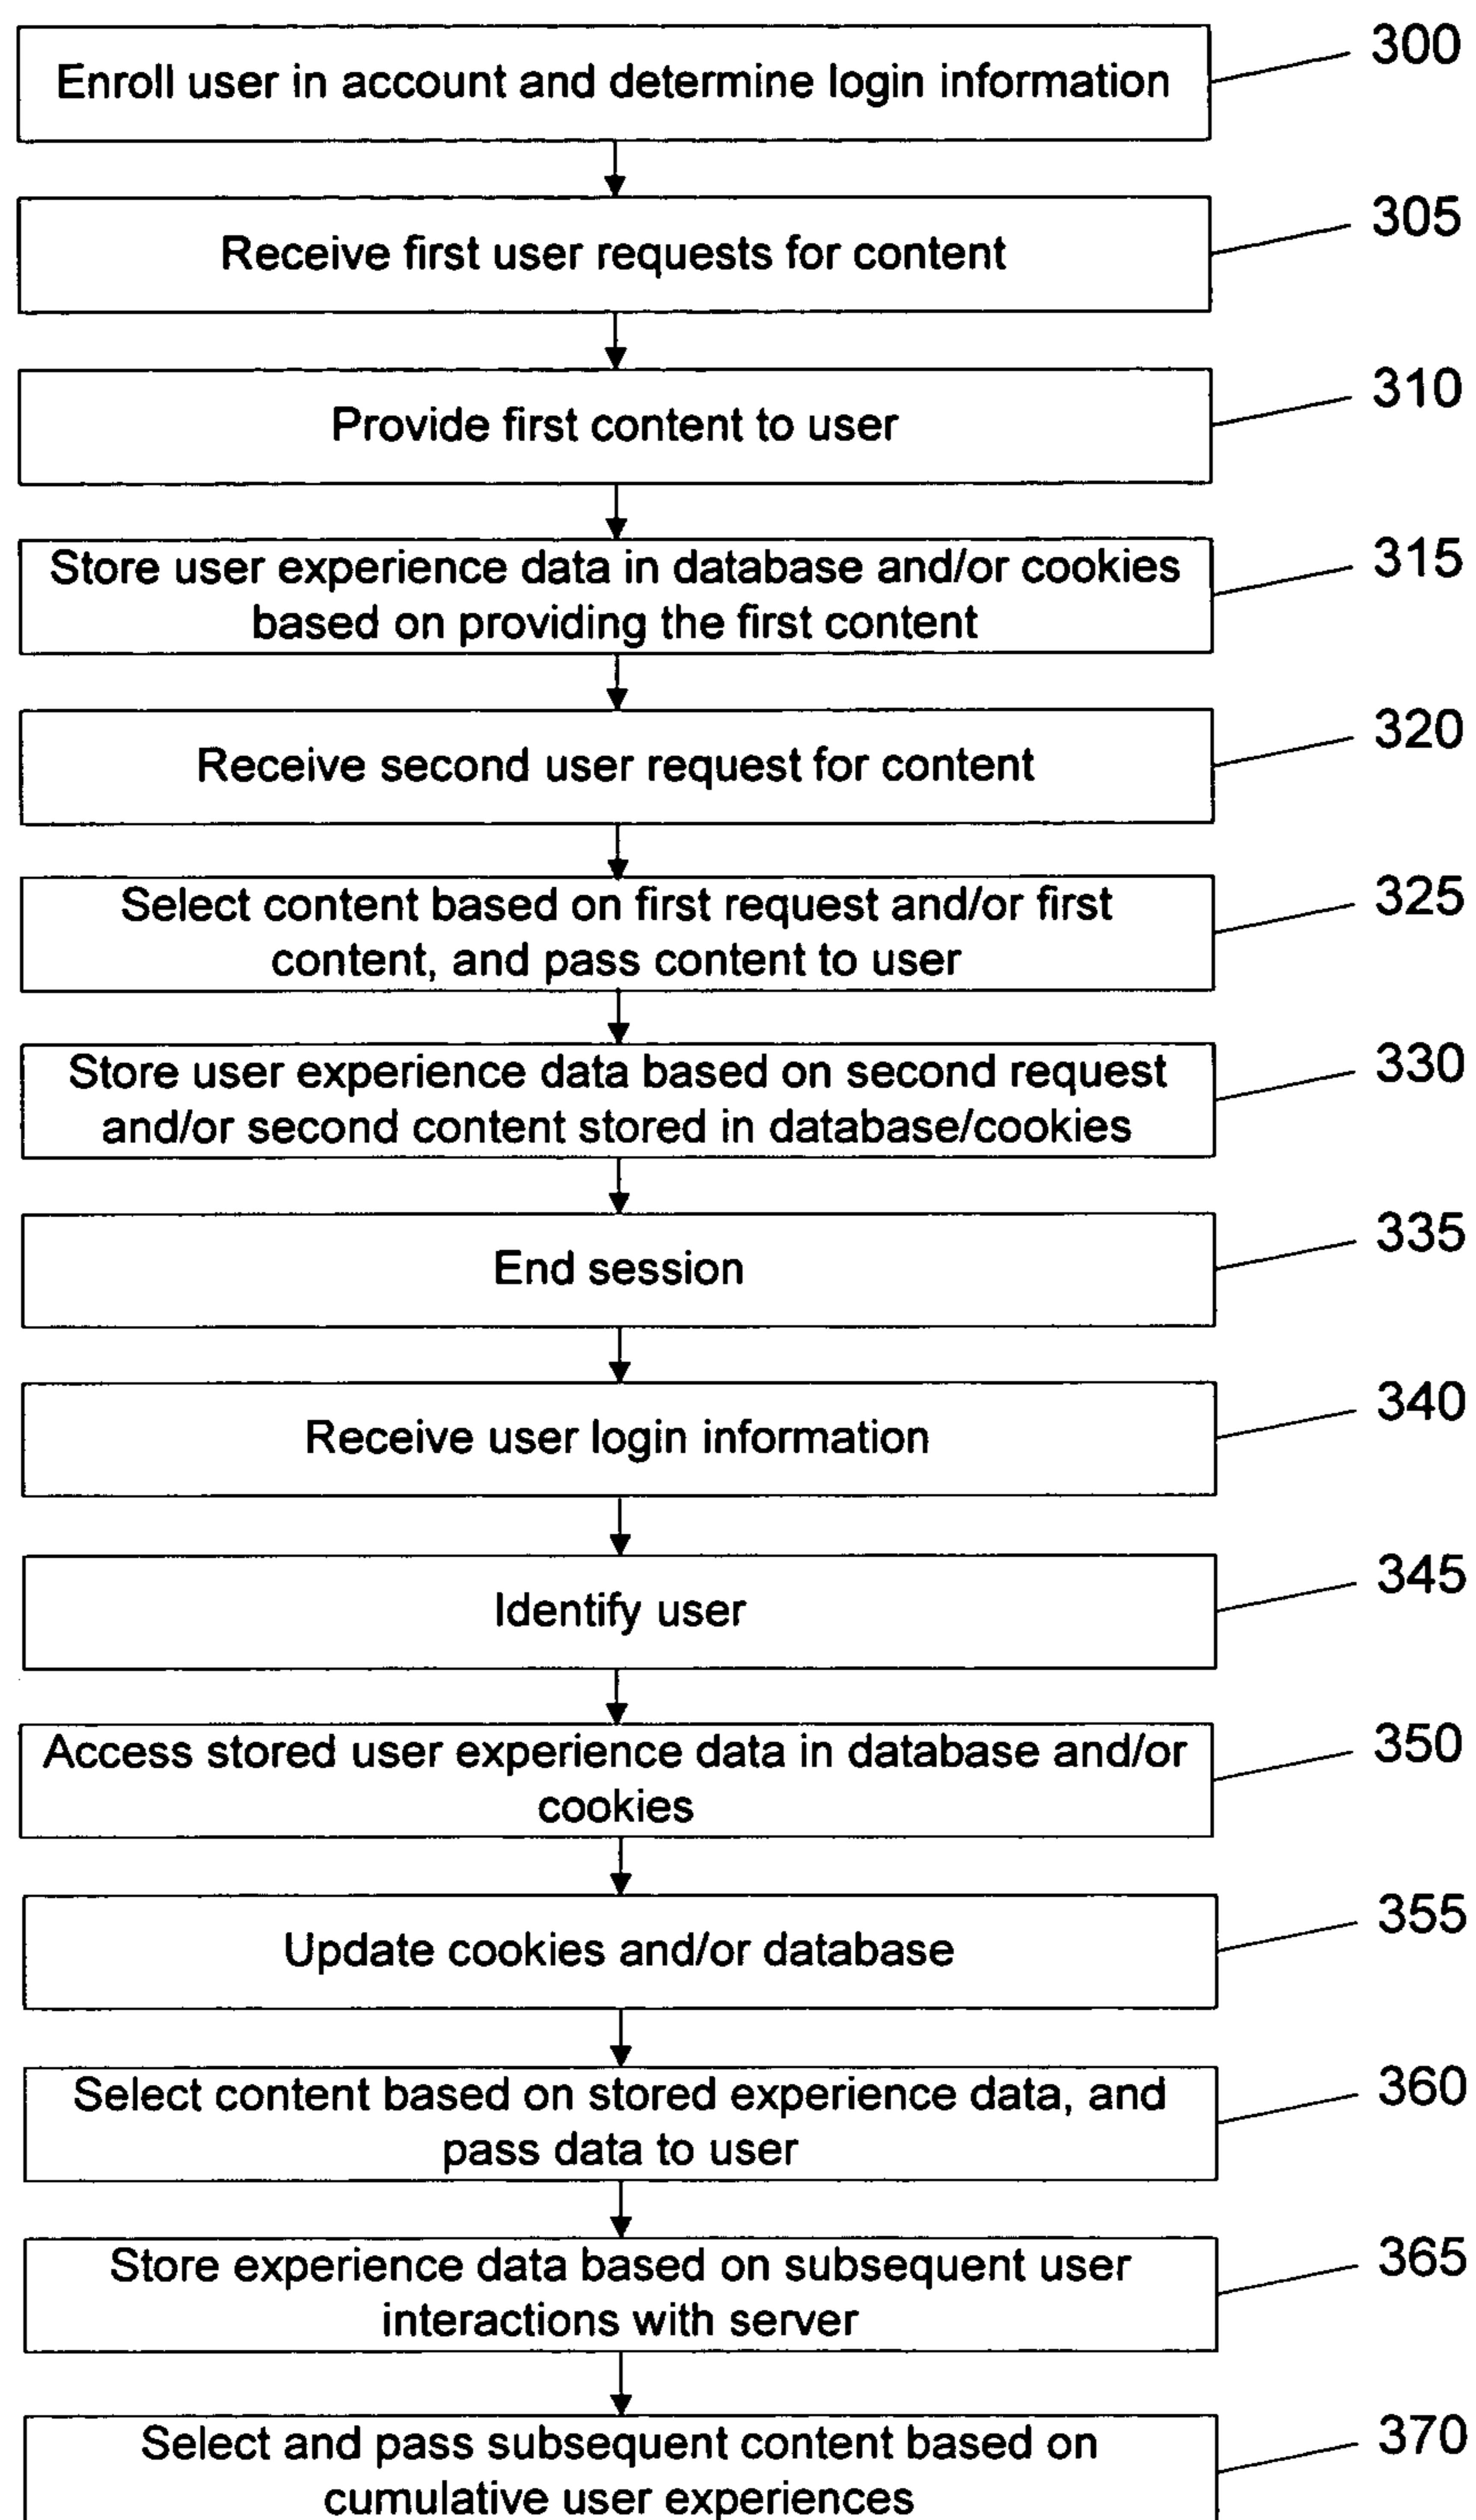 Enroll user in account and determine login information
300
Receive first user requests for content
305
Provide first content to user
310
Store user experience data in database and/or cookies
based on providing the first content
315
Receive second user request for content
320
Select content based on first request and/or first
content, and pass content to user
325
Store user experience data based on second request
and/or second content stored in database/cookies
330
End session
335
Receive user login information
340
Identify user
345
Access stored user experience data in database and/or
cookies
350
Update cookies and/or database
355
Select content based on stored experience data, and
pass data to user
360
Store experience data based on subsequent user
interactions with server
365
Select and pass subsequent content based on
cumulative user experiences
370